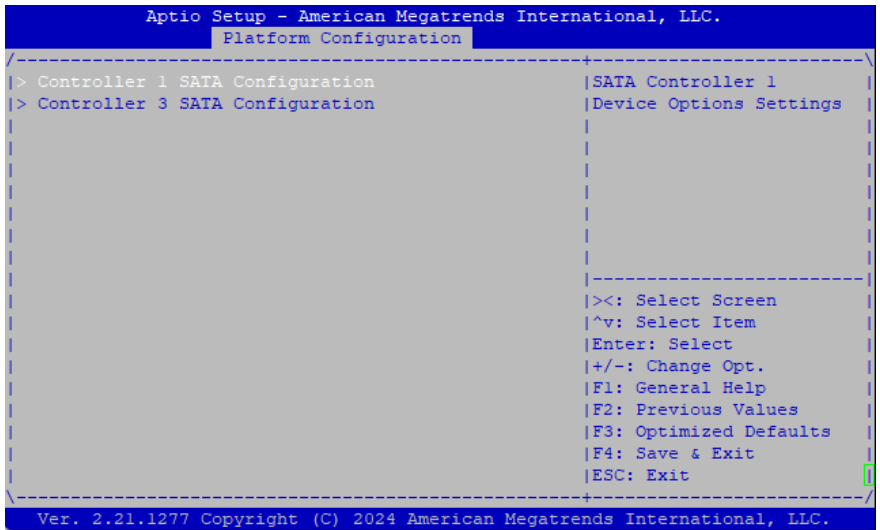 Aptio Setup - American Megatrends International, LLC.
Platform Configuration
/----------------------------------------------------+-------------------------\
|> Controller 1 SATA Configuration |SATA Controller 1 |
|> Controller 3 SATA Configuration |Device Options Settings |
| | |
| | |
| | |
| | |
| | |
| | |
| | |
| |-------------------------|
| |><: Select Screen |
| |^v: Select Item |
| |Enter: Select |
| |+/-: Change Opt. |
| |F1: General Help |
| |F2: Previous Values |
| |F3: Optimized Defaults |
| |F4: Save & Exit |
| |ESC: Exit |
\----------------------------------------------------+-------------------------/
Ver. 2.21.1277 Copyright (C) 2024 American Megatrends International, LLC.